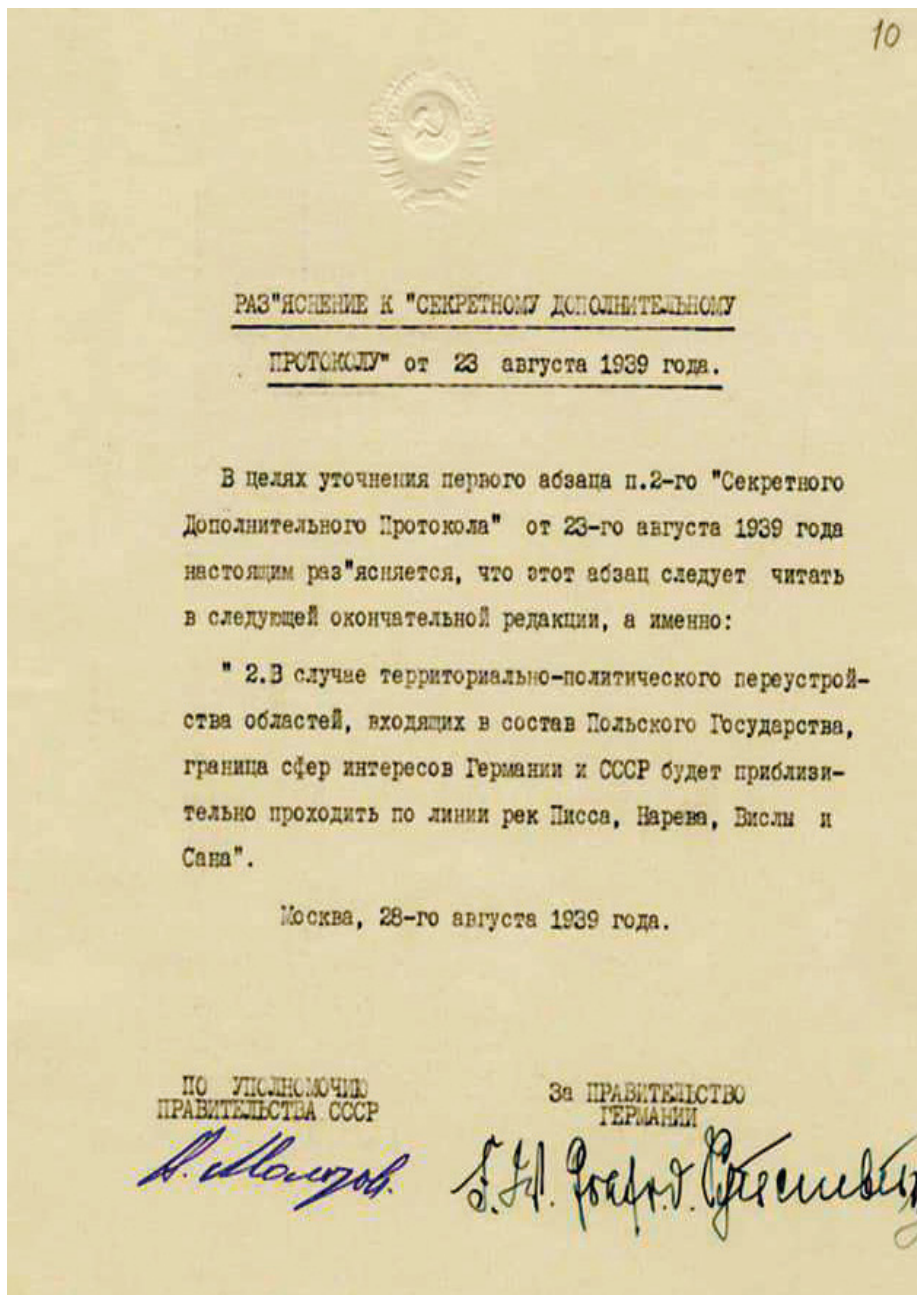 10
РАЗ"ЯСНЕНИЕ К "СЕКРЕТНОМУ ДОПОЛНИТЕЛЬНОМУ
ПРОТОКОЛУ" от 23 августа 1939 года.
В целях уточнения первого абзаца п.2-го "Секретного
Дополнительного Протокола" от 23-го августа 1939 года
настоящим раз"ясняется, что этот абзац следует читать
в следующей окончательной редакции, а именно:
" 2.В случае территориально-политического переустрой-
ства областей, входящих в состав Польского Государства,
граница сфер интересов Германии и СССР будет приблизи-
тельно проходить по линии рек Писса, Нарева, Вислы и
Сана".
Москва, 28-го августа 1939 года.
ПО УПОЛНОМОЧИЮ
ПРАВИТЕЛЬСТВА СССР
За ПРАВИТЕЛЬСТВО
ГЕРМАНИИ
В. Молотов.
F. W. Graf v. d. Schulenburg